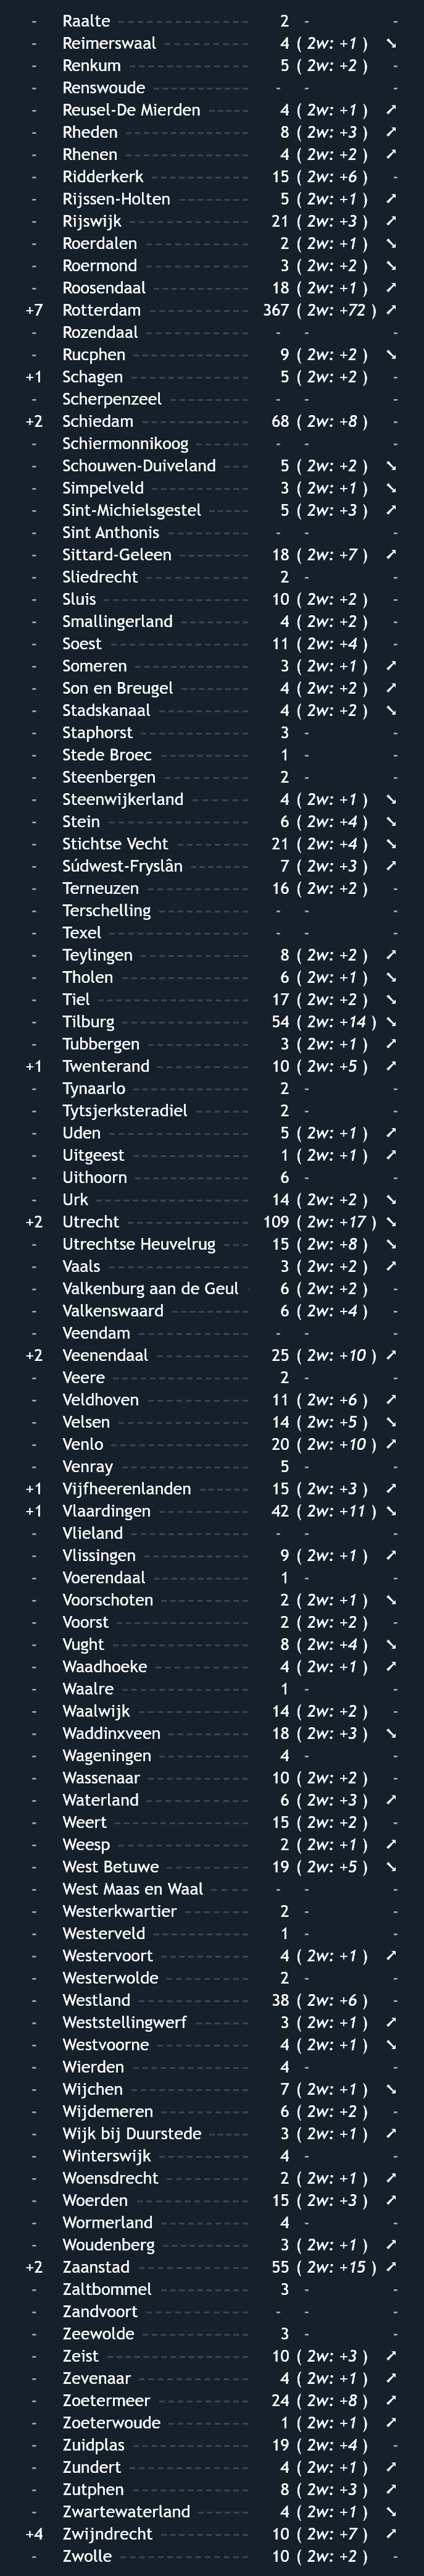 - Raalte 2 - -
- Reimerswaal 4 ( 2w: +1 ) ➘
- Renkum 5 ( 2w: +2 ) -
- Renswoude - - -
- Reusel-De Mierden 4 ( 2w: +1 ) ➚
- Rheden 8 ( 2w: +3 ) ➚
- Rhenen 4 ( 2w: +2 ) ➚
- Ridderkerk 15 ( 2w: +6 ) -
- Rijssen-Holten 5 ( 2w: +1 ) ➚
- Rijswijk 21 ( 2w: +3 ) ➚
- Roerdalen 2 ( 2w: +1 ) ➘
- Roermond 3 ( 2w: +2 ) ➘
- Roosendaal 18 ( 2w: +1 ) ➚
+7 Rotterdam 367 ( 2w: +72 ) ➚
- Rozendaal - - -
- Rucphen 9 ( 2w: +2 ) ➘
+1 Schagen 5 ( 2w: +2 ) -
- Scherpenzeel - - -
+2 Schiedam 68 ( 2w: +8 ) -
- Schiermonnikoog - - -
- Schouwen-Duiveland 5 ( 2w: +2 ) ➘
- Simpelveld 3 ( 2w: +1 ) ➘
- Sint-Michielsgestel 5 ( 2w: +3 ) ➚
- Sint Anthonis - - -
- Sittard-Geleen 18 ( 2w: +7 ) ➚
- Sliedrecht 2 - -
- Sluis 10 ( 2w: +2 ) -
- Smallingerland 4 ( 2w: +2 ) -
- Soest 11 ( 2w: +4 ) -
- Someren 3 ( 2w: +1 ) ➚
- Son en Breugel 4 ( 2w: +2 ) ➚
- Stadskanaal 4 ( 2w: +2 ) ➘
- Staphorst 3 - -
- Stede Broec 1 - -
- Steenbergen 2 - -
- Steenwijkerland 4 ( 2w: +1 ) ➘
- Stein 6 ( 2w: +4 ) ➘
- Stichtse Vecht 21 ( 2w: +4 ) ➘
- Súdwest-Fryslân 7 ( 2w: +3 ) ➚
- Terneuzen 16 ( 2w: +2 ) -
- Terschelling - - -
- Texel - - -
- Teylingen 8 ( 2w: +2 ) ➚
- Tholen 6 ( 2w: +1 ) ➘
- Tiel 17 ( 2w: +2 ) ➘
- Tilburg 54 ( 2w: +14 ) ➘
- Tubbergen 3 ( 2w: +1 ) ➚
+1 Twenterand 10 ( 2w: +5 ) ➚
- Tynaarlo 2 - -
- Tytsjerksteradiel 2 - -
- Uden 5 ( 2w: +1 ) ➚
- Uitgeest 1 ( 2w: +1 ) ➚
- Uithoorn 6 - -
- Urk 14 ( 2w: +2 ) ➘
+2 Utrecht 109 ( 2w: +17 ) ➘
- Utrechtse Heuvelrug 15 ( 2w: +8 ) ➘
- Vaals 3 ( 2w: +2 ) ➚
- Valkenburg aan de Geul 6 ( 2w: +2 ) -
- Valkenswaard 6 ( 2w: +4 ) -
- Veendam - - -
+2 Veenendaal 25 ( 2w: +10 ) ➚
- Veere 2 - -
- Veldhoven 11 ( 2w: +6 ) ➚
- Velsen 14 ( 2w: +5 ) ➘
- Venlo 20 ( 2w: +10 ) ➚
- Venray 5 - -
+1 Vijfheerenlanden 15 ( 2w: +3 ) ➚
+1 Vlaardingen 42 ( 2w: +11 ) ➘
- Vlieland - - -
- Vlissingen 9 ( 2w: +1 ) ➚
- Voerendaal 1 - -
- Voorschoten 2 ( 2w: +1 ) ➘
- Voorst 2 ( 2w: +2 ) -
- Vught 8 ( 2w: +4 ) ➘
- Waadhoeke 4 ( 2w: +1 ) ➚
- Waalre 1 - -
- Waalwijk 14 ( 2w: +2 ) -
- Waddinxveen 18 ( 2w: +3 ) ➘
- Wageningen 4 - -
- Wassenaar 10 ( 2w: +2 ) -
- Waterland 6 ( 2w: +3 ) ➚
- Weert 15 ( 2w: +2 ) -
- Weesp 2 ( 2w: +1 ) ➚
- West Betuwe 19 ( 2w: +5 ) ➘
- West Maas en Waal - - -
- Westerkwartier 2 - -
- Westerveld 1 - -
- Westervoort 4 ( 2w: +1 ) ➚
- Westerwolde 2 - -
- Westland 38 ( 2w: +6 ) -
- Weststellingwerf 3 ( 2w: +1 ) ➚
- Westvoorne 4 ( 2w: +1 ) ➘
- Wierden 4 - -
- Wijchen 7 ( 2w: +1 ) ➘
- Wijdemeren 6 ( 2w: +2 ) -
- Wijk bij Duurstede 3 ( 2w: +1 ) ➚
- Winterswijk 4 - -
- Woensdrecht 2 ( 2w: +1 ) ➚
- Woerden 15 ( 2w: +3 ) ➚
- Wormerland 4 - -
- Woudenberg 3 ( 2w: +1 ) ➚
+2 Zaanstad 55 ( 2w: +15 ) ➚
- Zaltbommel 3 - -
- Zandvoort - - -
- Zeewolde 3 - -
- Zeist 10 ( 2w: +3 ) ➚
- Zevenaar 4 ( 2w: +1 ) ➚
- Zoetermeer 24 ( 2w: +8 ) ➚
- Zoeterwoude 1 ( 2w: +1 ) ➚
- Zuidplas 19 ( 2w: +4 ) -
- Zundert 4 ( 2w: +1 ) ➚
- Zutphen 8 ( 2w: +3 ) ➚
- Zwartewaterland 4 ( 2w: +1 ) ➘
+4 Zwijndrecht 10 ( 2w: +7 ) ➚
- Zwolle 10 ( 2w: +2 ) -